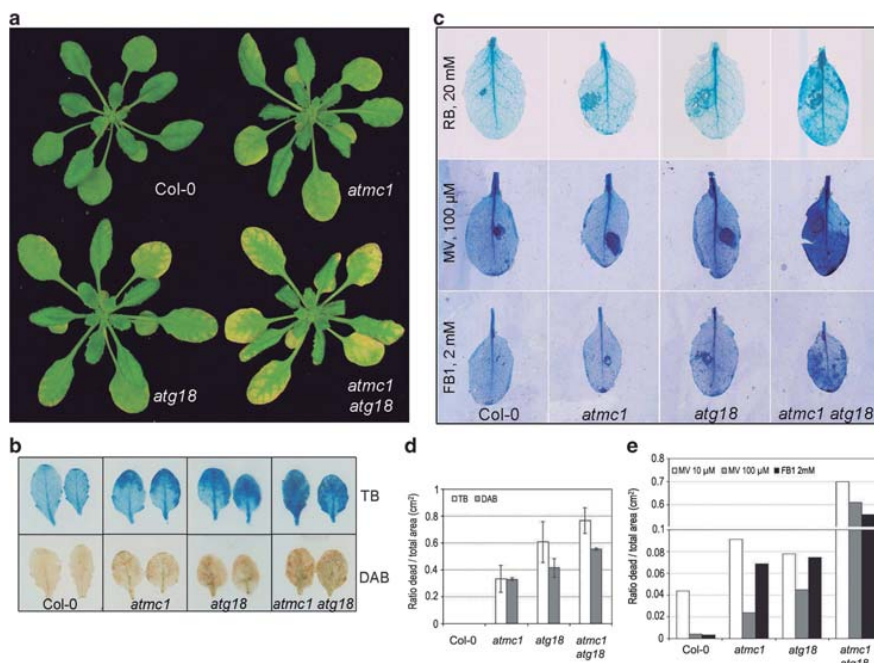 a
Col-0
atmc1
atg18
atmc1
atg18
b
TB
DAB
Col-0
atmc1
atg18
atmc1 atg18
c
RB, 20 mM
MV, 100 µM
FB1, 2 mM
Col-0
atmc1
atg18
atmc1 atg18
d
Ratio dead / total area (cm²)
1
0.8
0.6
0.4
0.2
0
TB DAB
Col-0 atmc1 atg18 atmc1
atg18
e
Ratio dead / total area (cm²)
0.8
0.7
0.6
0.5
0.1
0.08
0.06
0.04
0.02
0
MV 10 µM MV 100 µM FB1 2mM
Col-0 atmc1 atg18 atmc1
atg18